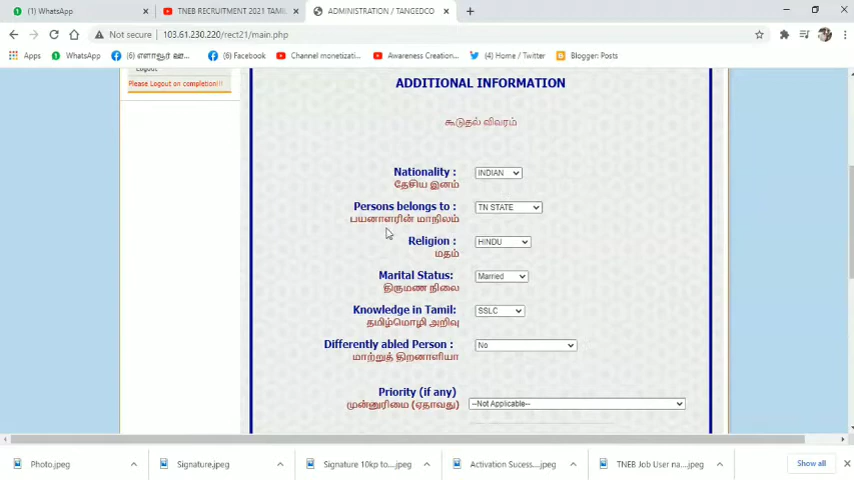 (1) WhatsApp
TNEB RECRUITMENT 2021 TAMIL
ADMINISTRATION / TANGEDCO
Not secure | 103.61.230.220/rect21/main.php
Apps
WhatsApp
(6) Facebook
Channel monetizati...
Awareness Creation...
(4) Home / Twitter
Blogger: Posts
Logout
Please Logout on completion!!!
ADDITIONAL INFORMATION
கூடுதல் விவரம்
Nationality : INDIAN
தேசிய இனம்
Persons belongs to : TN STATE
பயனாளரின் மாநிலம்
Religion : HINDU
மதம்
Marital Status: Married
திருமண நிலை
Knowledge in Tamil: SSLC
தமிழ்மொழி அறிவு
Differently abled Person : No
மாற்றுத் திறனாளியா
Priority (if any)
முன்னுரிமை (ஏதாவது) --Not Applicable--
Photo.jpeg
Signature.jpeg
Signature 10kp to....jpeg
Activation Sucess....jpeg
TNEB Job User na....jpeg
Show all